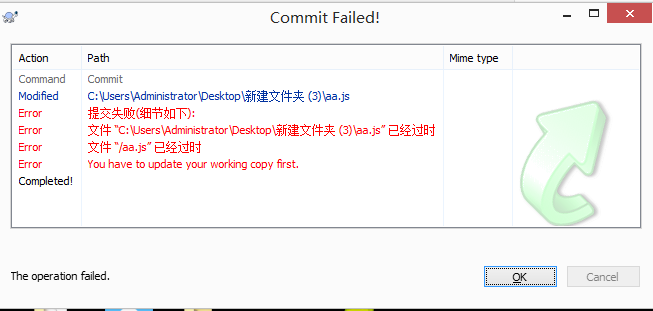 Commit Failed!
Action Path Mime type
Command Commit
Modified C:\Users\Administrator\Desktop\新建文件夹 (3)\aa.js
Error 提交失败(细节如下):
Error 文件 “C:\Users\Administrator\Desktop\新建文件夹 (3)\aa.js” 已经过时
Error 文件 “/aa.js” 已经过时
Error You have to update your working copy first.
Completed!
The operation failed.
OK Cancel